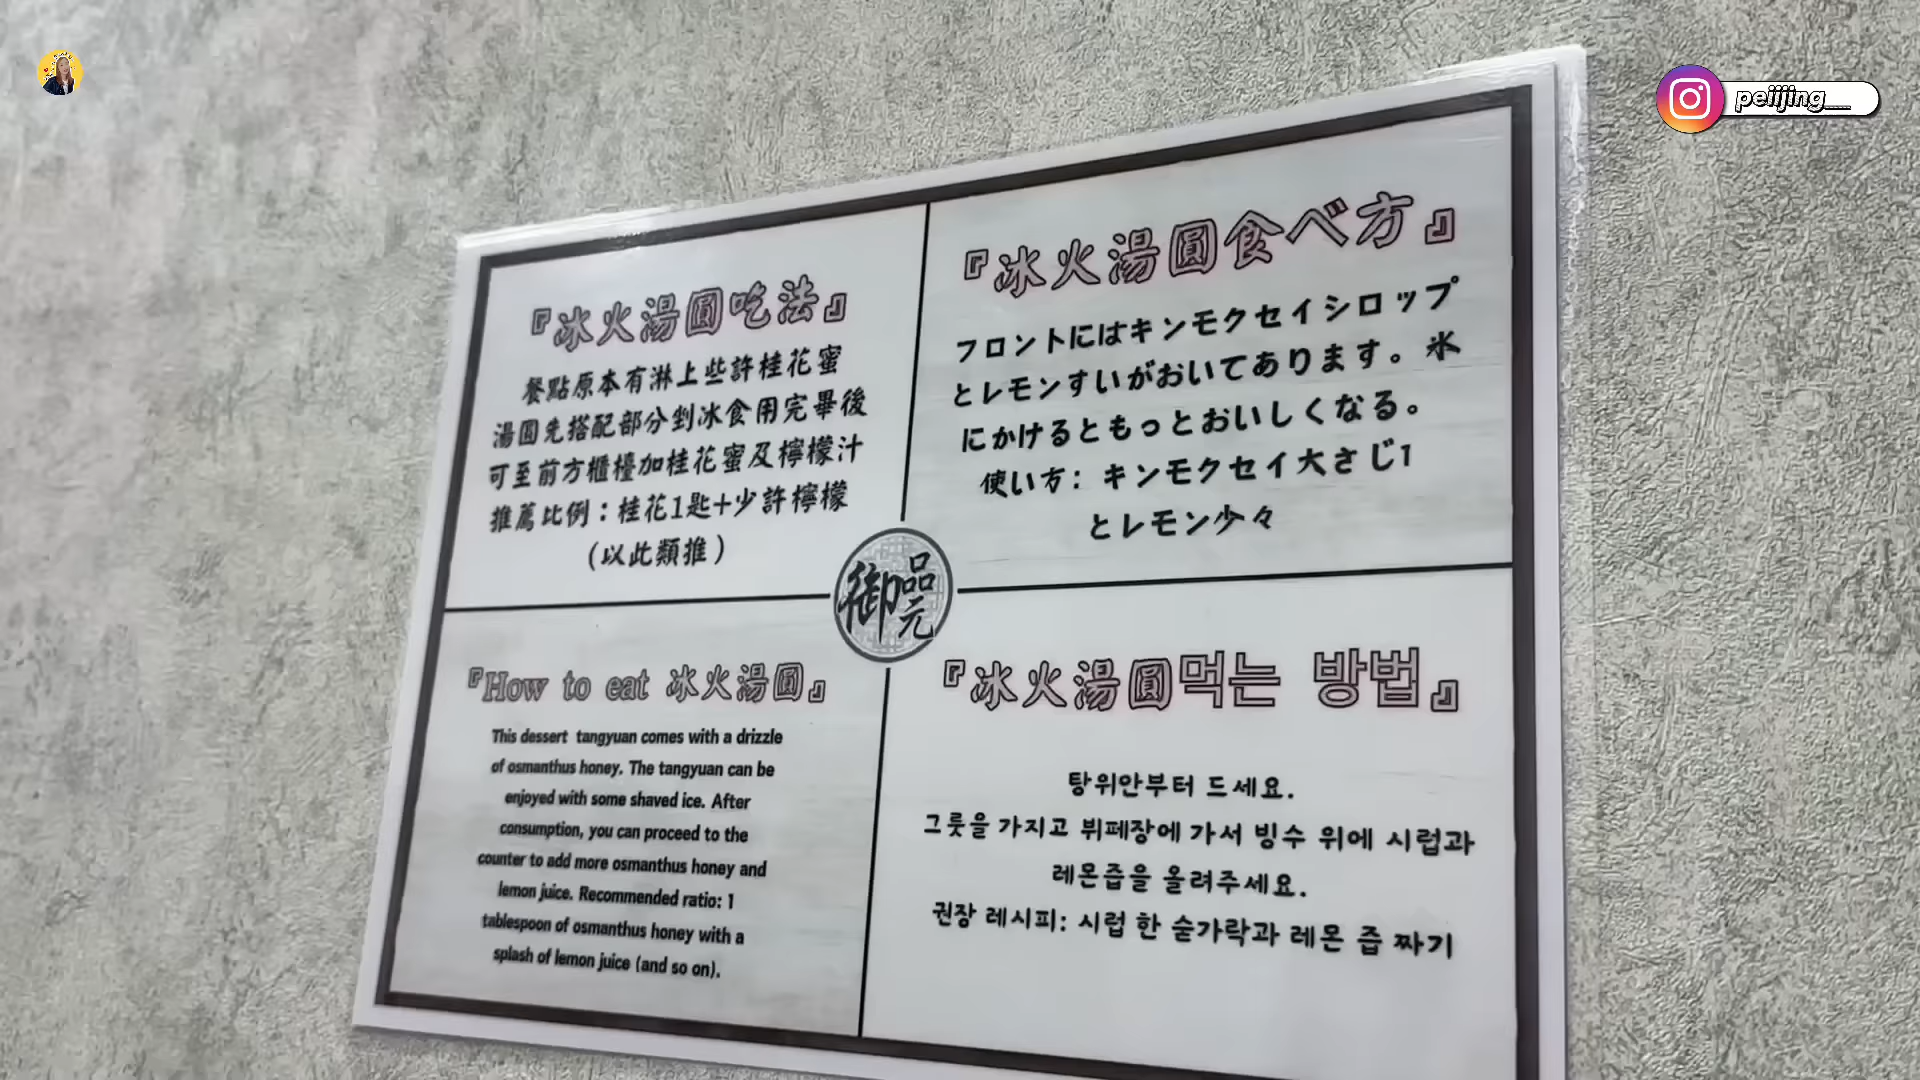 peiijing__
『冰火湯圓吃法』
餐點原本有淋上些許桂花蜜
湯圓先搭配部分剉冰食用完畢後
可至前方櫃檯加桂花蜜及檸檬汁
推薦比例：桂花1匙+少許檸檬
(以此類推)
『冰火湯圓食べ方』
フロントにはキンモクセイシロップ
とレモンすいがおいてあります。氷
にかけるともっとおいしくなる。
使い方：キンモクセイ大さじ1
とレモン少々
御品元
『How to eat 冰火湯圓』
This dessert tangyuan comes with a drizzle
of osmanthus honey. The tangyuan can be
enjoyed with some shaved ice. After
consumption, you can proceed to the
counter to add more osmanthus honey and
lemon juice. Recommended ratio: 1
tablespoon of osmanthus honey with a
splash of lemon juice (and so on).
『冰火湯圓먹는 방법』
탕위안부터 드세요.
그릇을 가지고 뷔페장에 가서 빙수 위에 시럽과
레몬즙을 올려주세요.
권장 레시피: 시럽 한 숟가락과 레몬 즙 짜기